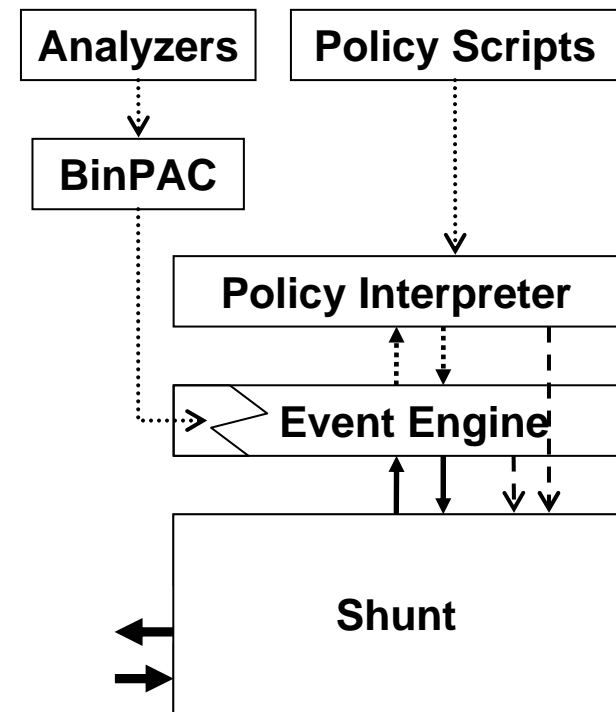 Analyzers
Policy Scripts
BinPAC
Policy Interpreter
Event Engine
Shunt